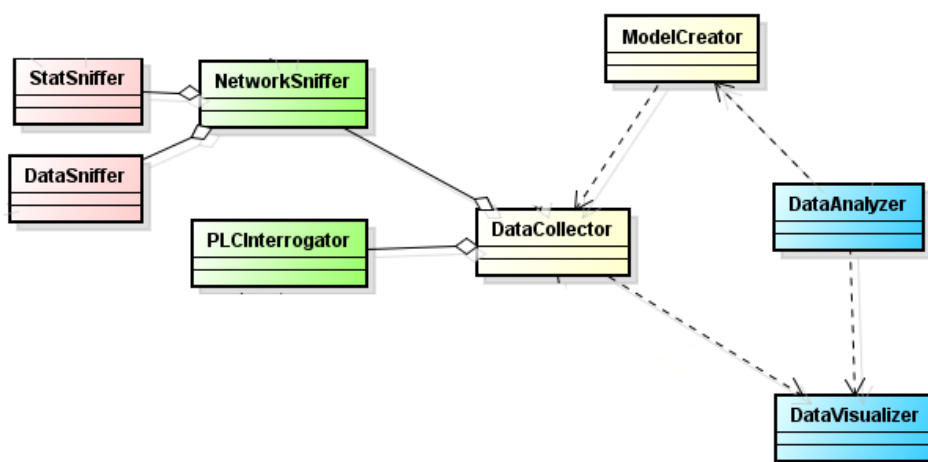 ModelCreator
StatSniffer
NetworkSniffer
DataSniffer
DataAnalyzer
PLCInterrogator
DataCollector
DataVisualizer